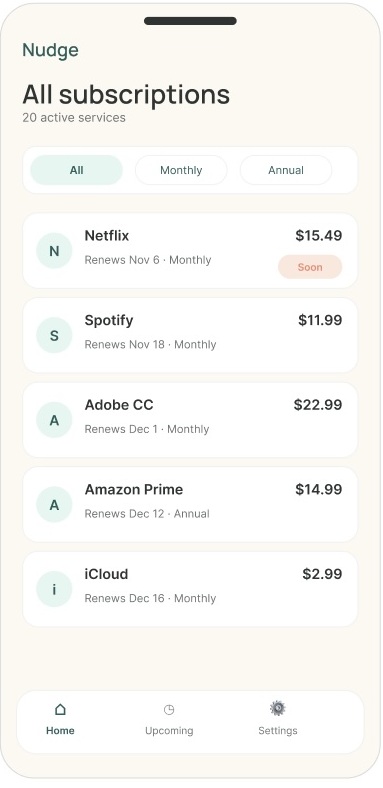 Nudge
All subscriptions
20 active services
All Monthly Annual
N Netflix $15.49
Renews Nov 6 · Monthly Soon
S Spotify $11.99
Renews Nov 18 · Monthly
A Adobe CC $22.99
Renews Dec 1 · Monthly
A Amazon Prime $14.99
Renews Dec 12 · Annual
i iCloud $2.99
Renews Dec 16 · Monthly
Home Upcoming Settings